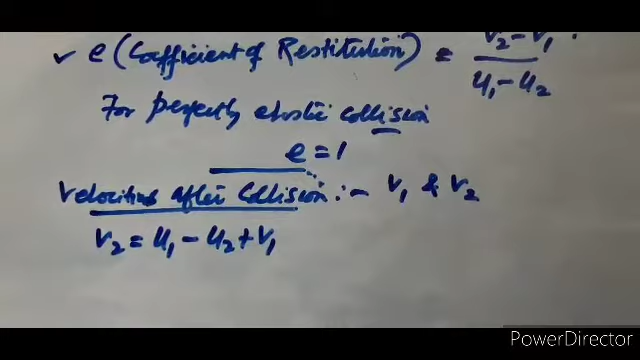 ✓ e (Coefficient of Restitution) = v₂ - v₁ / u₁ - u₂
For perfectly elastic collision
e = 1
Velocities after Collision :- v₁ & v₂
v₂ = u₁ - u₂ + v₁
PowerDirector